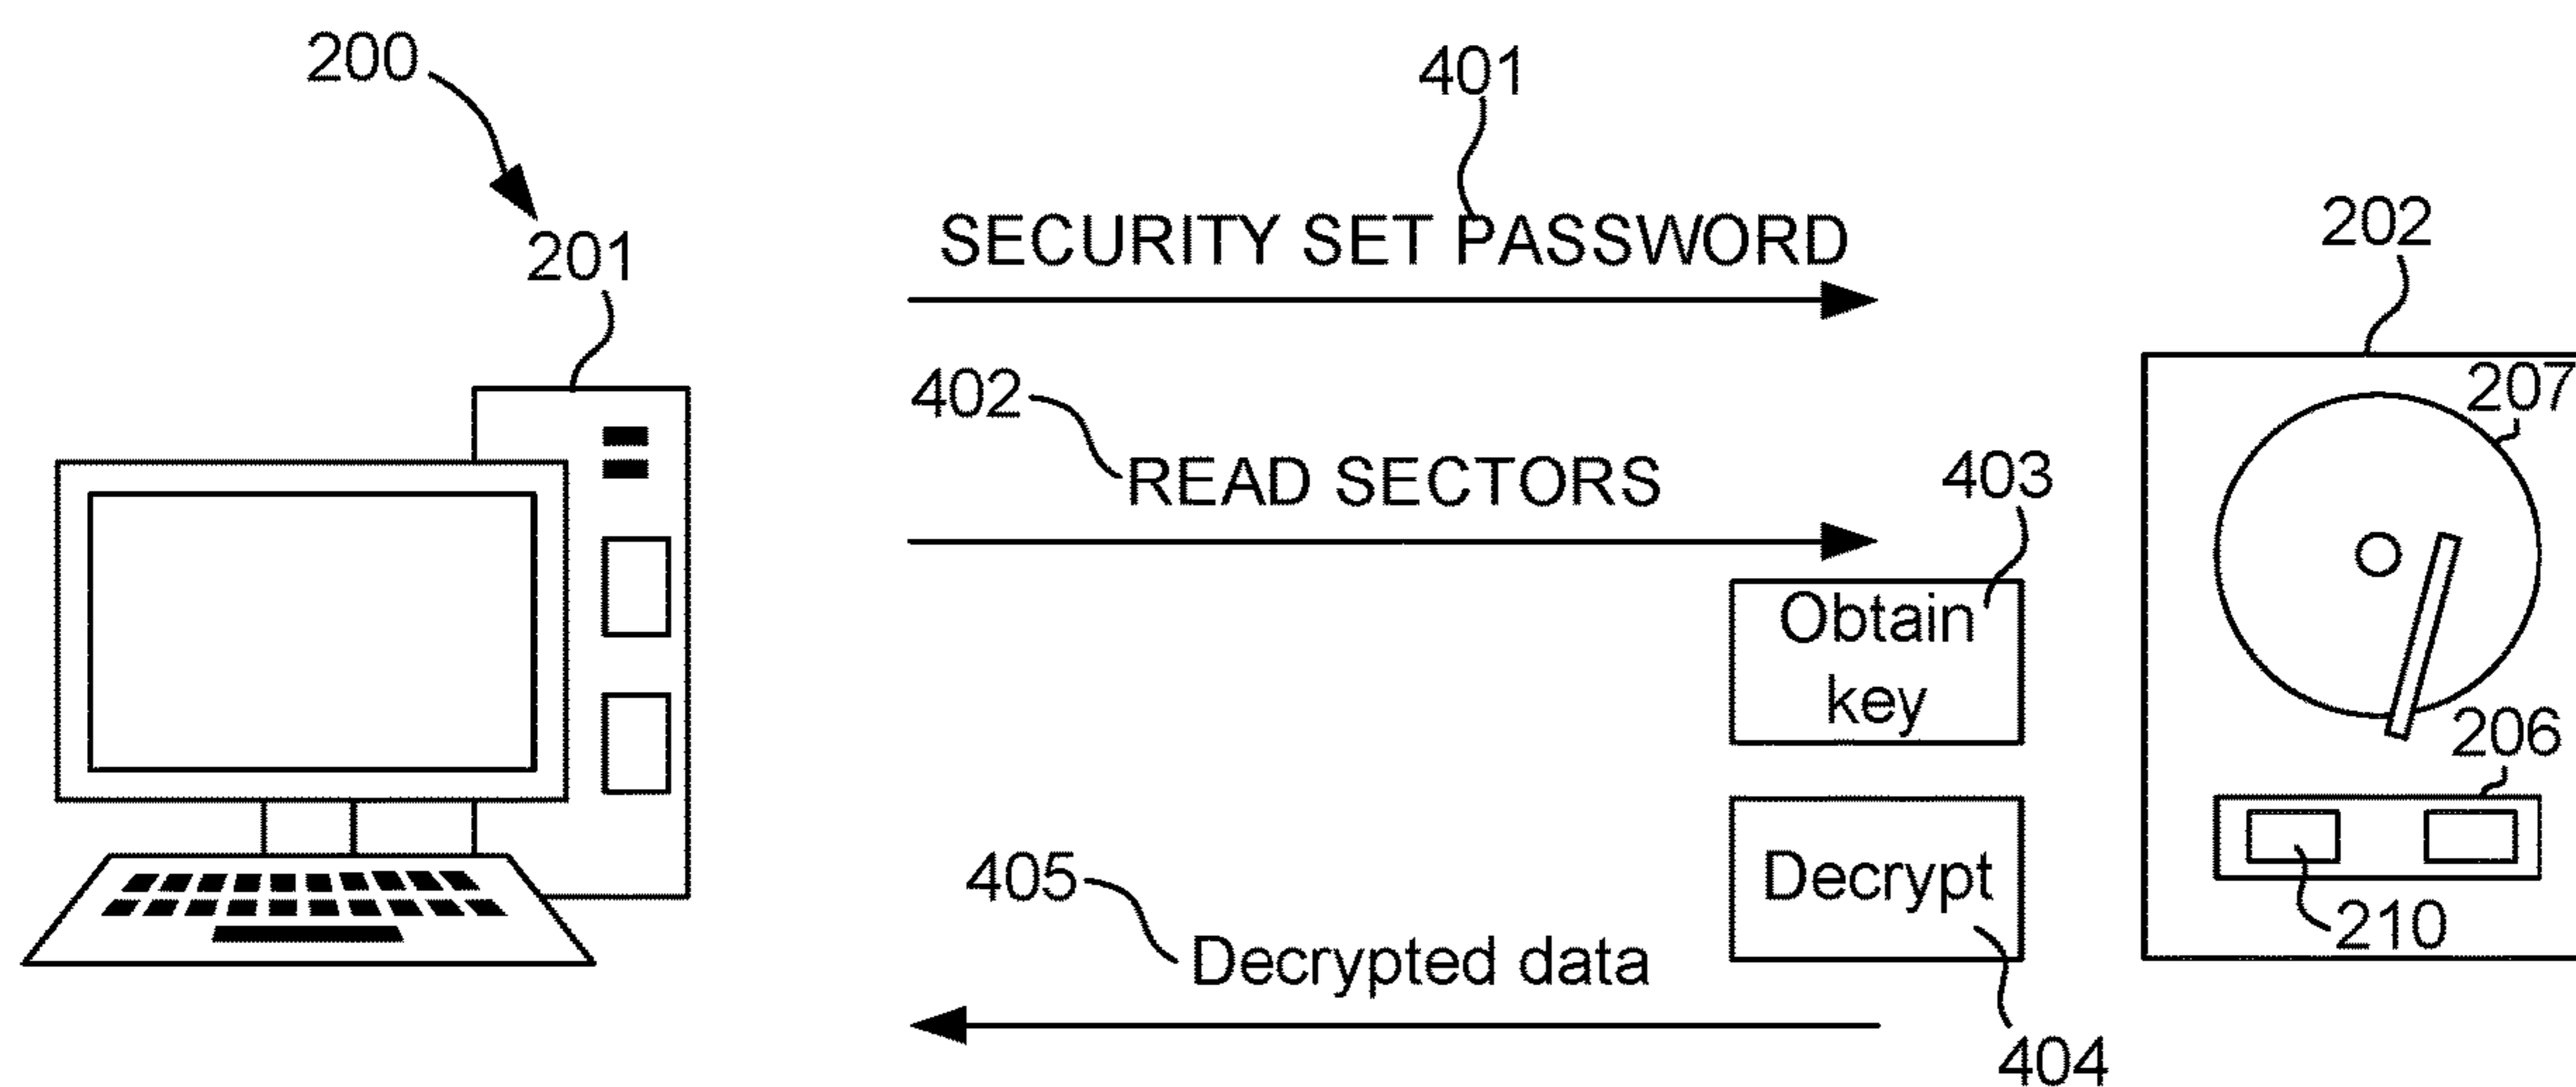 200
401
201
SECURITY SET PASSWORD
202
402
READ SECTORS
207
403
Obtain
key
206
405
Decrypt
Decrypted data
210
404